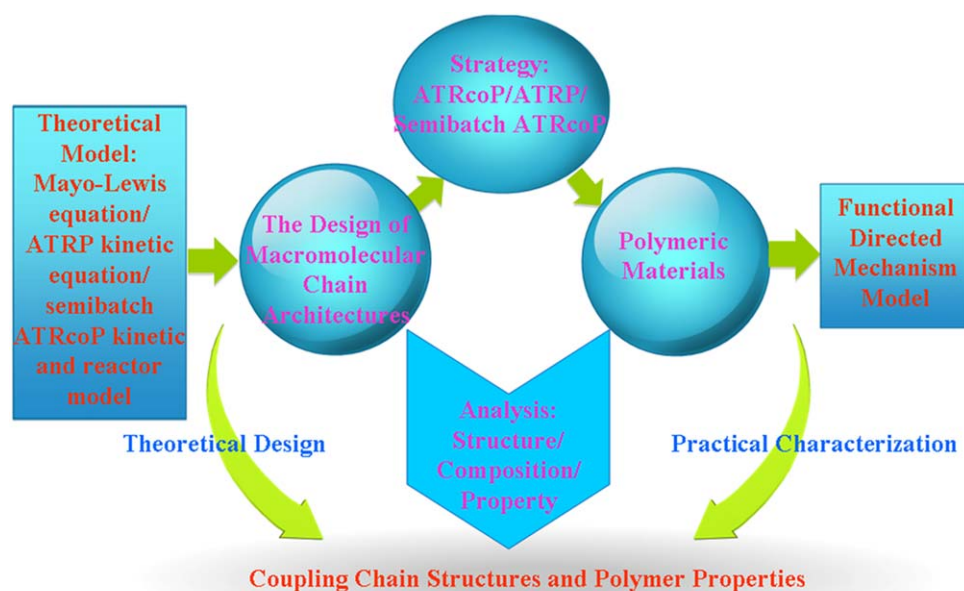 Theoretical
Model:
Mayo-Lewis
equation/
ATRP kinetic
equation/
semibatch
ATRcoP kinetic
and reactor model
The Design of
Macromolecular
Chain
Architectures
Strategy:
ATRcoP/ATRP/
Semibatch ATRcoP
Polymeric
Materials
Functional
Directed
Mechanism
Model
Theoretical Design
Analysis:
Structure/
Composition/
Property
Practical Characterization
Coupling Chain Structures and Polymer Properties